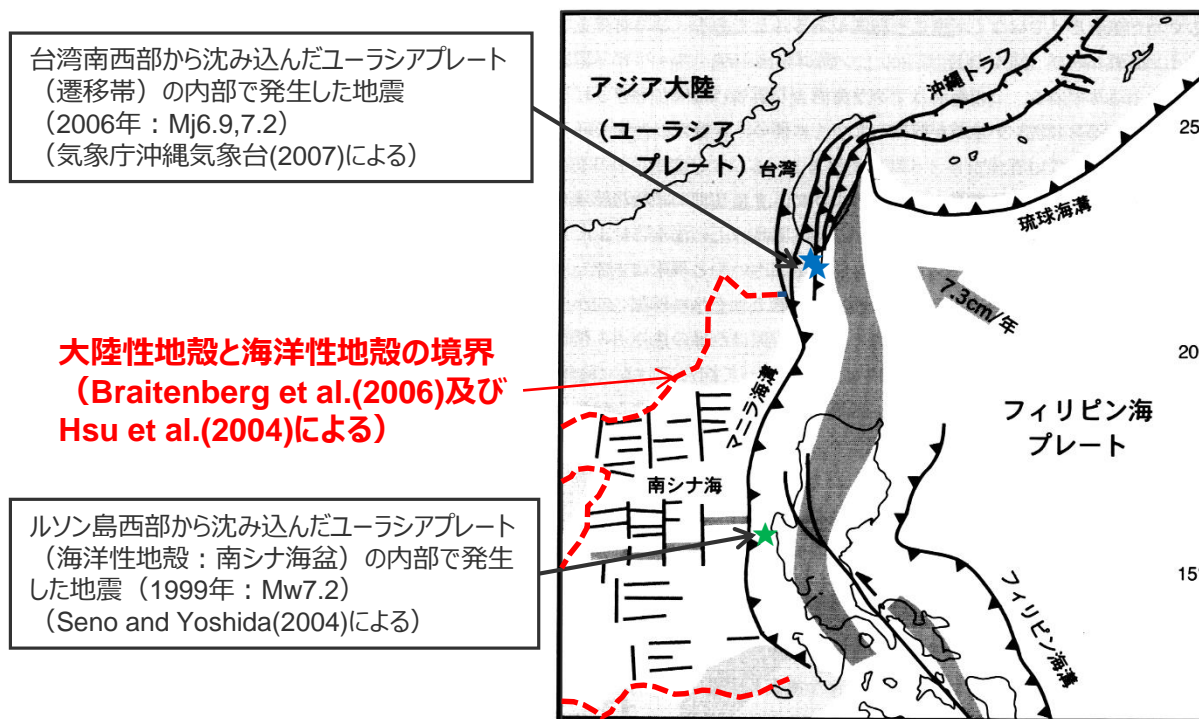 台湾南西部から沈み込んだユーラシアプレート
（遷移帯）の内部で発生した地震
（2006年：Mj6.9,7.2）
（気象庁沖縄気象台(2007)による）
大陸性地殻と海洋性地殻の境界
（Braitenberg et al.(2006)及び
Hsu et al.(2004)による）
ルソン島西部から沈み込んだユーラシアプレート
（海洋性地殻：南シナ海盆）の内部で発生
した地震（1999年：Mw7.2）
（Seno and Yoshida(2004)による）
アジア大陸
（ユーラシア
プレート）
台湾
沖縄トラフ
琉球海溝
25
7.3cm/年
20
マニラ海溝
フィリピン海
プレート
南シナ海
15°
フィリピン海溝